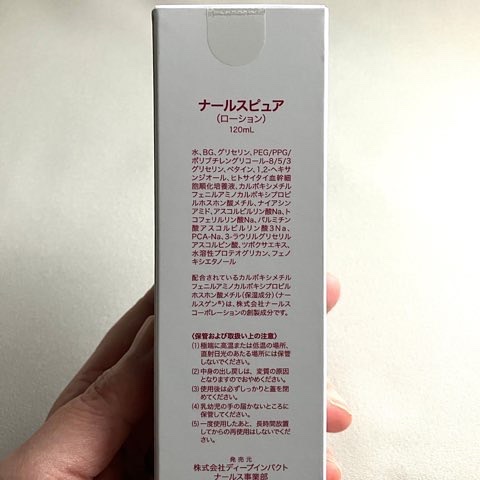 ナールスピュア
(ローション)
120mL
水、BG、グリセリン、PEG/PPG/
ポリブチレングリコール-8/5/3
グリセリン、ベタイン、1,2-ヘキサ
ンジオール、ヒトサイタイ血幹細
胞順化培養液、カルボキシメチル
フェニルアミノカルボキシプロピ
ルホスホン酸メチル、ナイアシン
アミド、アスコルビルリン酸Na、ト
コフェリルリン酸Na、パルミチン
酸アスコルビルリン酸3Na、
PCA-Na、3-ラウリルグリセリル
アスコルビン酸、ツボクサエキス、
水溶性プロテオグリカン、フェノ
キシエタノール
配合されているカルボキシメチル
フェニルアミノカルボキシプロピル
ホスホン酸メチル(保湿成分)〈ナー
ルスゲン®〉は、株式会社ナールス
コーポレーションの創製成分です。
〈保管および取扱い上の注意〉
(1) 極端に高温または低温の場所、
直射日光のあたる場所には保管
しないでください。
(2) 中身の出し戻しは、変質の原因
となりますのでおやめください。
(3) 使用後は必ずしっかりと蓋を閉
めてください。
(4) 乳幼児の手の届かないところに
保管してください。
(5) 一度使用したあと、長時間放置
してからの再使用はしないでくだ
さい。
発売元
株式会社ディープインパクト
ナールス事業部